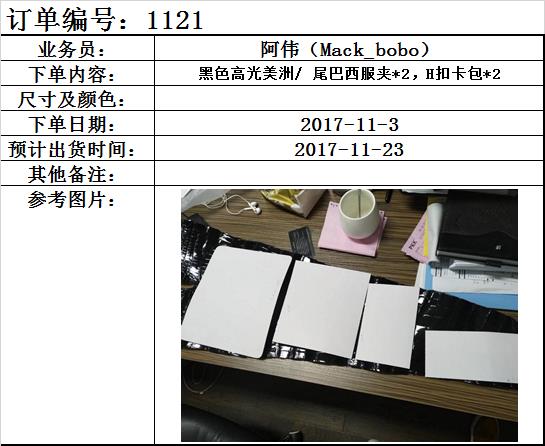 订单编号：1121
业务员： 阿伟（Mack_bobo）
下单内容： 黑色高光美洲/ 尾巴西服夹*2，H扣卡包*2
尺寸及颜色：
下单日期： 2017-11-3
预计出货时间： 2017-11-23
其他备注：
参考图片：